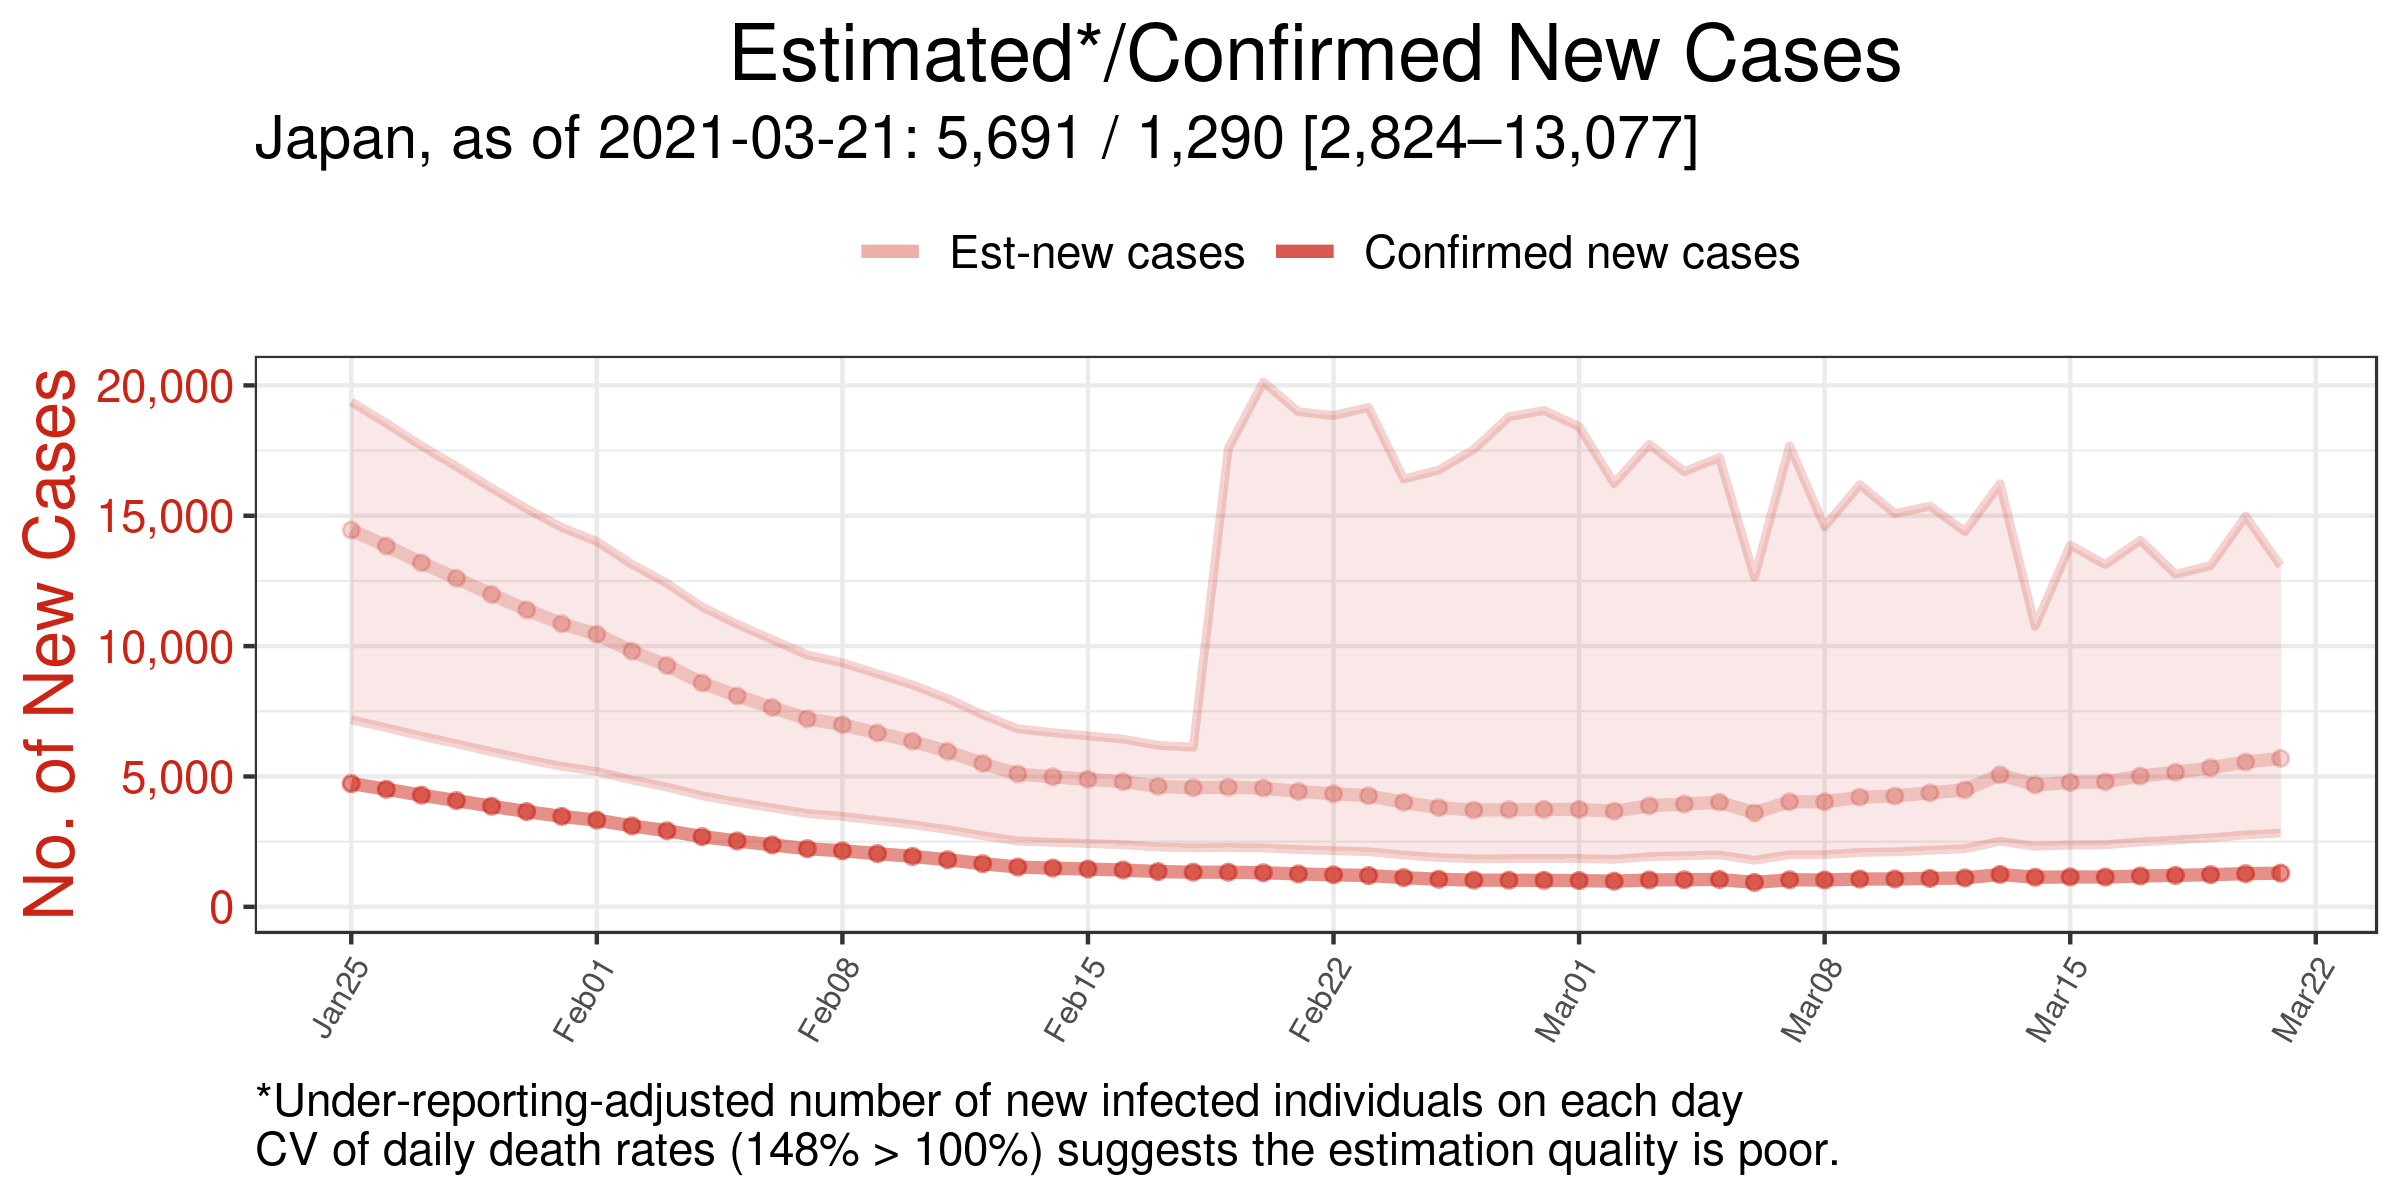 Estimated*/Confirmed New Cases
Japan, as of 2021-03-21: 5,691 / 1,290 [2,824–13,077]
Est-new cases
Confirmed new cases
No. of New Cases
20,000
15,000
10,000
5,000
0
Jan25
Feb01
Feb08
Feb15
Feb22
Mar01
Mar08
Mar15
Mar22
*Under-reporting-adjusted number of new infected individuals on each day
CV of daily death rates (148% > 100%) suggests the estimation quality is poor.